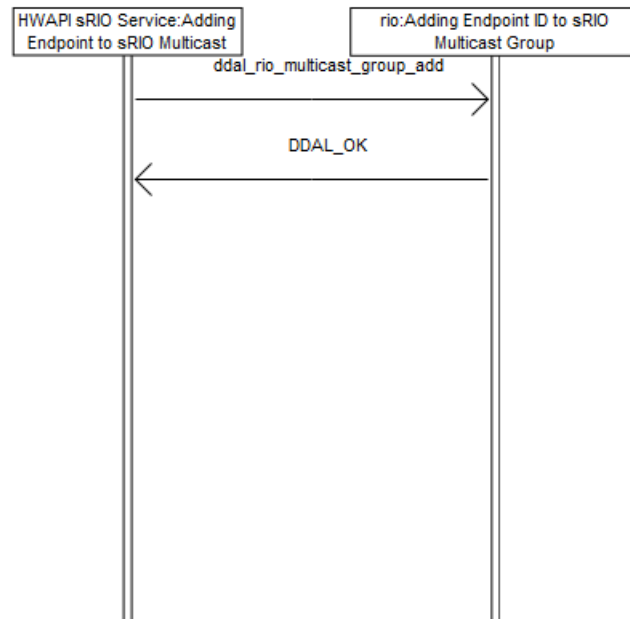 HWAPI sRIO Service:Adding
Endpoint to sRIO Multicast
rio:Adding Endpoint ID to sRIO
Multicast Group
ddal_rio_multicast_group_add
DDAL_OK